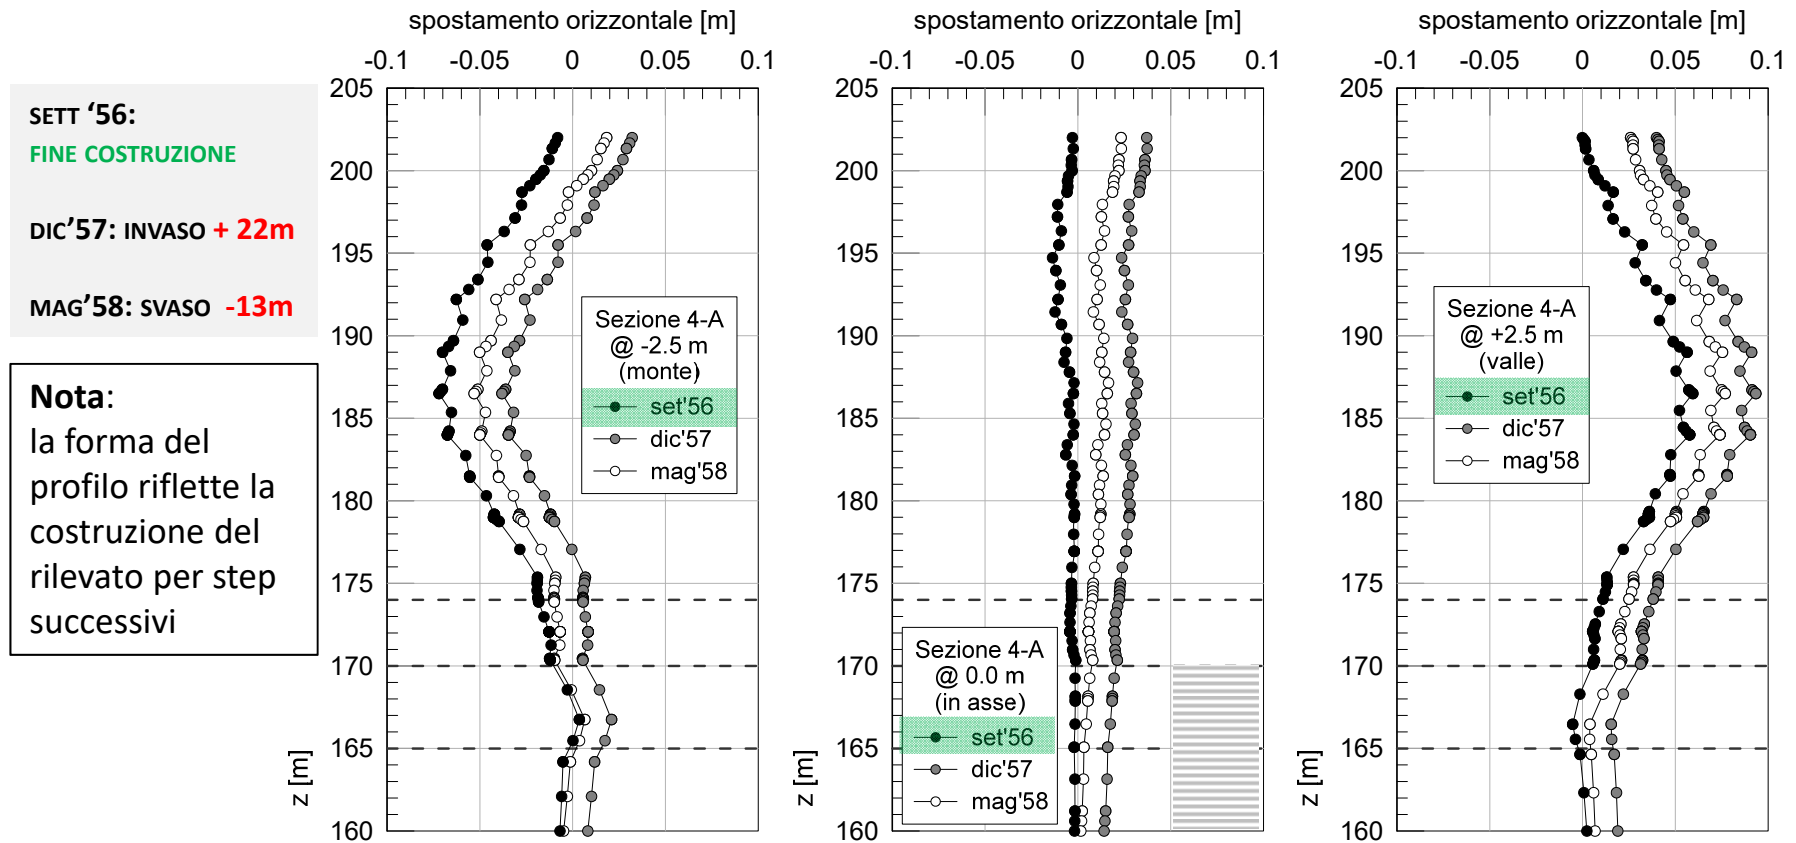 SETT ‘56:
FINE COSTRUZIONE
DIC’57: INVASO + 22m
MAG’58: SVASO -13m
Nota:
la forma del
profilo riflette la
costruzione del
rilevato per step
successivi
spostamento orizzontale [m]
-0.1 -0.05 0 0.05 0.1
205
200
195
190
185
180
175
170
165
160
z [m]
Sezione 4-A
@ -2.5 m
(monte)
set'56
dic'57
mag'58
spostamento orizzontale [m]
-0.1 -0.05 0 0.05 0.1
205
200
195
190
185
180
175
170
165
160
z [m]
Sezione 4-A
@ 0.0 m
(in asse)
set'56
dic'57
mag'58
spostamento orizzontale [m]
-0.1 -0.05 0 0.05 0.1
205
200
195
190
185
180
175
170
165
160
z [m]
Sezione 4-A
@ +2.5 m
(valle)
set'56
dic'57
mag'58